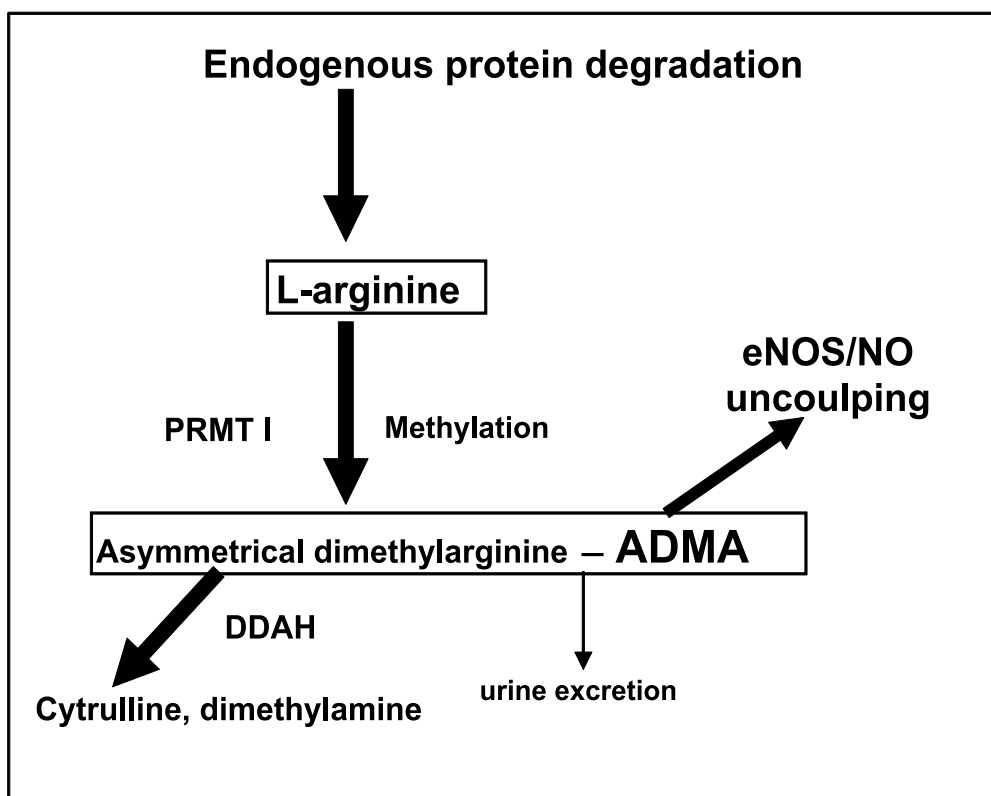 Endogenous protein degradation
L-arginine
eNOS/NO
uncoulping
PRMT I
Methylation
Asymmetrical dimethylarginine – ADMA
DDAH
urine excretion
Cytrulline, dimethylamine